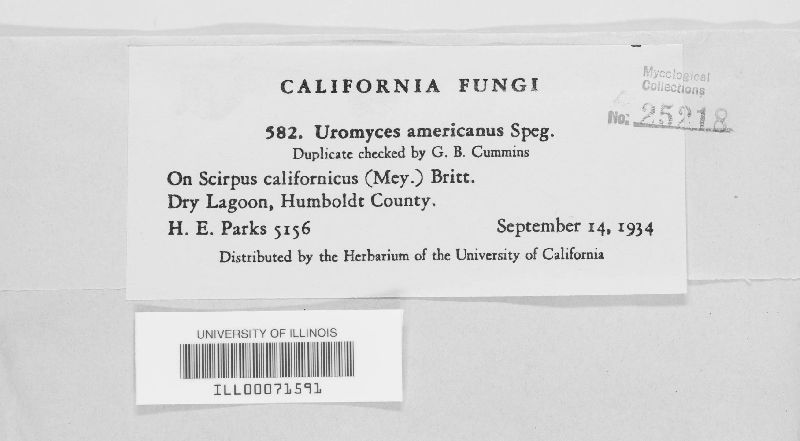 CALIFORNIA FUNGI
Mycological
Collections
No: 25218
582. Uromyces americanus Speg.
Duplicate checked by G. B. Cummins
On Scirpus californicus (Mey.) Britt.
Dry Lagoon, Humboldt County.
H. E. Parks 5156 September 14, 1934
Distributed by the Herbarium of the University of California
UNIVERSITY OF ILLINOIS
ILL00071591